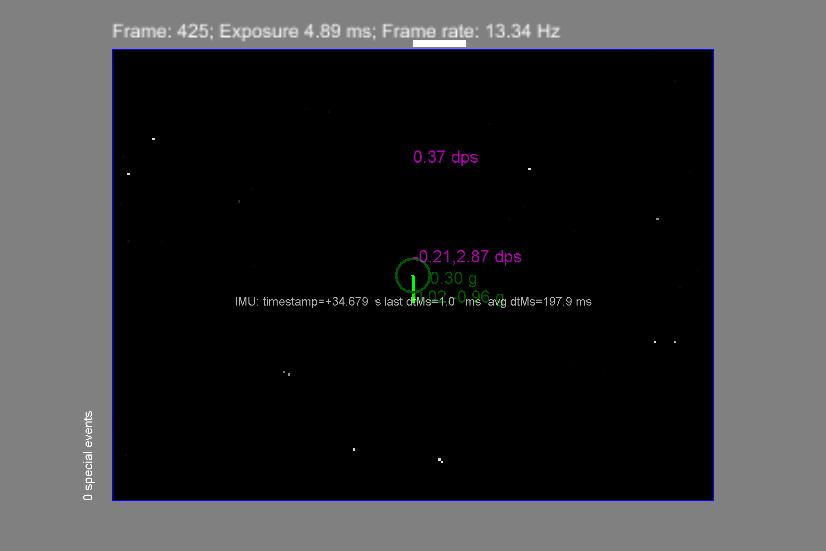 Frame: 425; Exposure 4.89 ms; Frame rate: 13.34 Hz
0.37 dps
-0.21,2.87 dps
0.30 g
-0.96 g
IMU: timestamp=+34.679 s last dtMs=1.0 ms avg dtMs=197.9 ms
0 special events